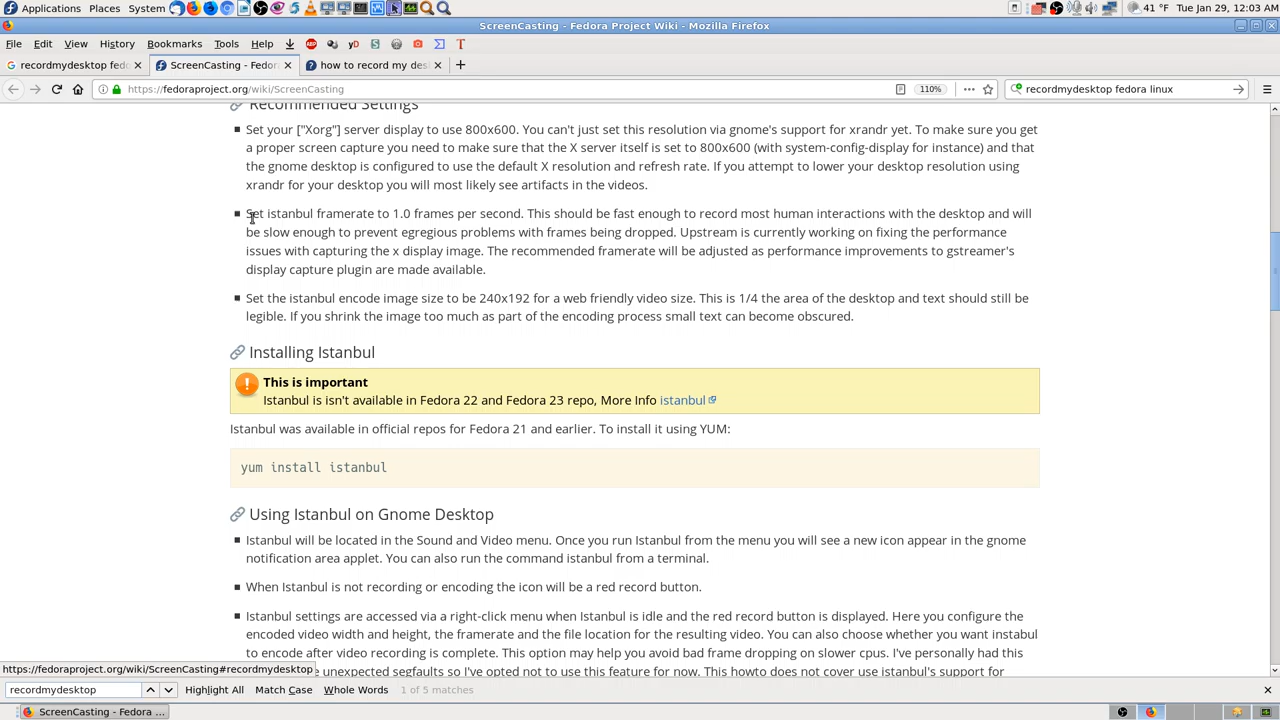 Applications Places System 41 °F Tue Jan 29, 12:03 AM
ScreenCasting - Fedora Project Wiki - Mozilla Firefox
File Edit View History Bookmarks Tools Help ABP yD S T
recordmydesktop fed ScreenCasting - Fedor how to record my des
https://fedoraproject.org/wiki/ScreenCasting 110% recordmydesktop fedora linux
Recommended Settings
Set your ["Xorg"] server display to use 800x600. You can't just set this resolution via gnome's support for xrandr yet. To make sure you get
a proper screen capture you need to make sure that the X server itself is set to 800x600 (with system-config-display for instance) and that
the gnome desktop is configured to use the default X resolution and refresh rate. If you attempt to lower your desktop resolution using
xrandr for your desktop you will most likely see artifacts in the videos.
Set istanbul framerate to 1.0 frames per second. This should be fast enough to record most human interactions with the desktop and will
be slow enough to prevent egregious problems with frames being dropped. Upstream is currently working on fixing the performance
issues with capturing the x display image. The recommended framerate will be adjusted as performance improvements to gstreamer's
display capture plugin are made available.
Set the istanbul encode image size to be 240x192 for a web friendly video size. This is 1/4 the area of the desktop and text should still be
legible. If you shrink the image too much as part of the encoding process small text can become obscured.
Installing Istanbul
This is important
Istanbul is isn't available in Fedora 22 and Fedora 23 repo, More Info istanbul
Istanbul was available in official repos for Fedora 21 and earlier. To install it using YUM:
yum install istanbul
Using Istanbul on Gnome Desktop
Istanbul will be located in the Sound and Video menu. Once you run Istanbul from the menu you will see a new icon appear in the gnome
notification area applet. You can also run the command istanbul from a terminal.
When Istanbul is not recording or encoding the icon will be a red record button.
Istanbul settings are accessed via a right-click menu when Istanbul is idle and the red record button is displayed. Here you configure the
encoded video width and height, the framerate and the file location for the resulting video. You can also choose whether you want instabul
to encode after video recording is complete. This option may help you avoid bad frame dropping on slower cpus. I've personally had this
https://fedoraproject.org/wiki/ScreenCasting#recordmydesktop e unexpected segfaults so I've opted not to use this feature for now. This howto does not cover use istanbul's support for
recordmydesktop Highlight All Match Case Whole Words 1 of 5 matches
ScreenCasting - Fedora ...